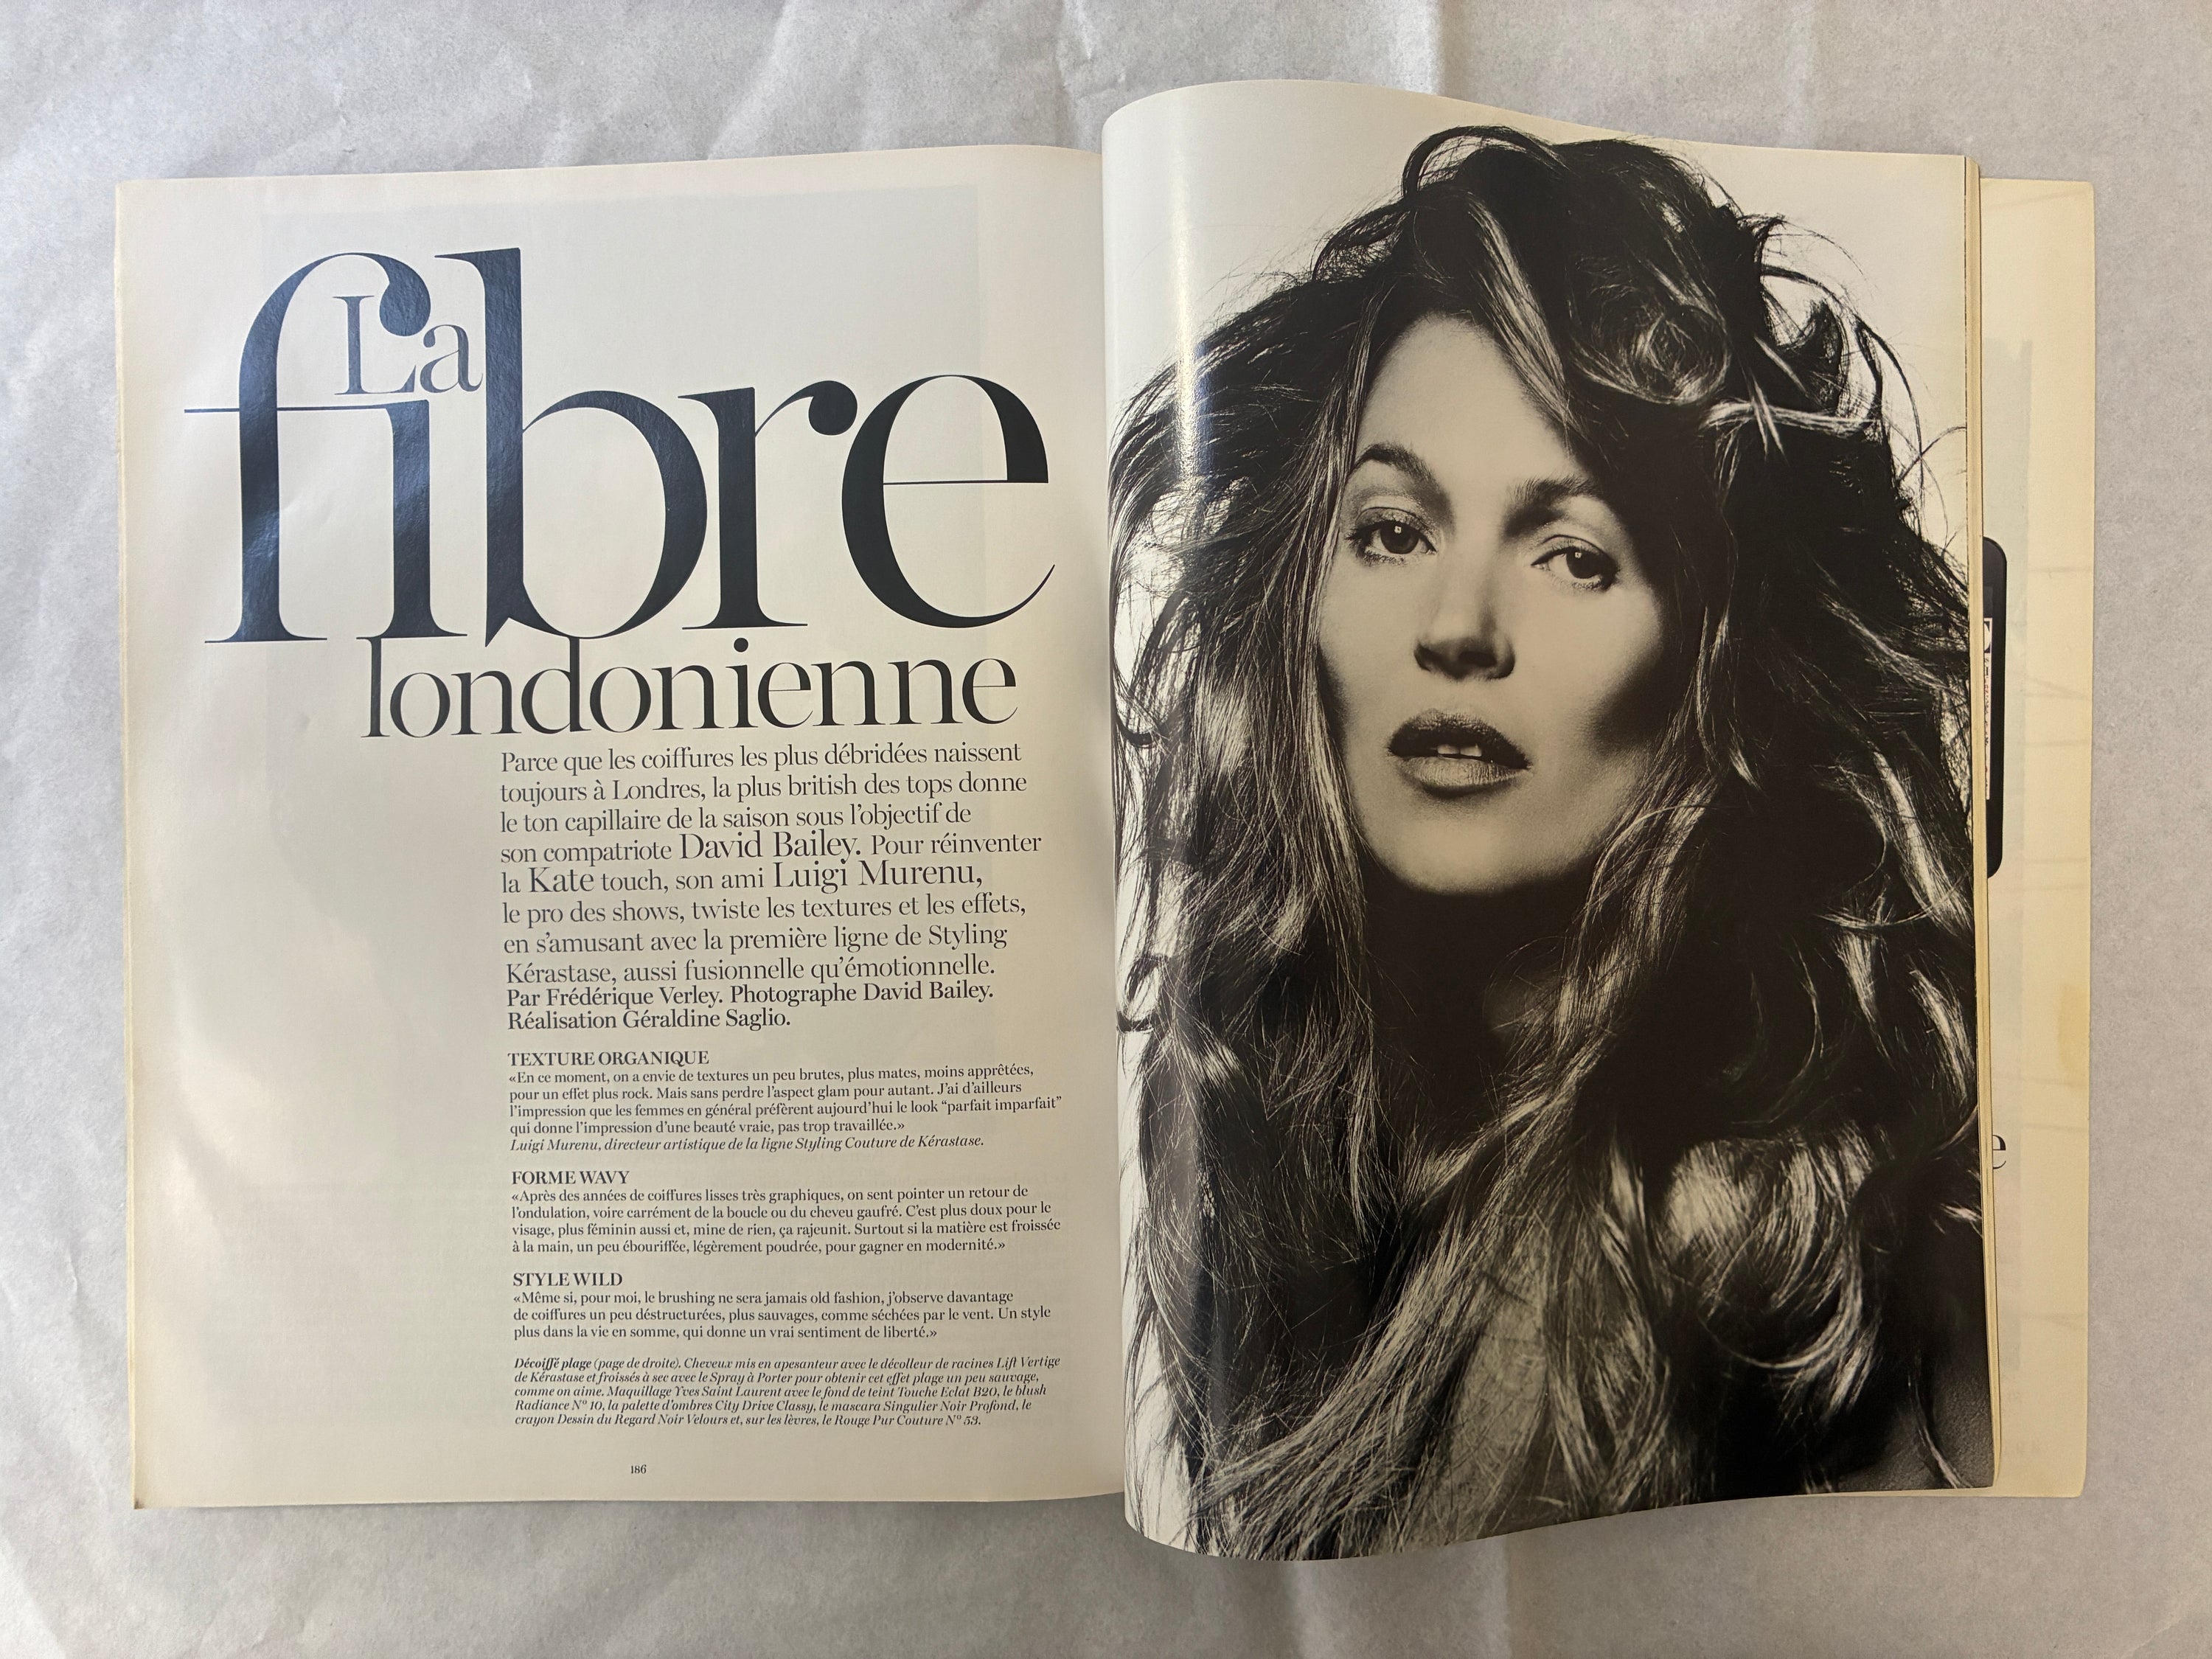 La
fibre
londonienne
Parce que les coiffures les plus débridées naissent
toujours à Londres, la plus british des tops donne
le ton capillaire de la saison sous l'objectif de
son compatriote David Bailey. Pour réinventer
la Kate touch, son ami Luigi Murenu,
le pro des shows, twiste les textures et les effets,
en s'amusant avec la première ligne de Styling
Kérastase, aussi fusionnelle qu'émotionnelle.
Par Frédérique Verley. Photographe David Bailey.
Réalisation Géraldine Saglio.
TEXTURE ORGANIQUE
«En ce moment, on a envie de textures un peu brutes, plus mates, moins apprêtées,
pour un effet plus rock. Mais sans perdre l'aspect glam pour autant. J'ai d'ailleurs
l'impression que les femmes en général préfèrent aujourd'hui le look “parfait imparfait”
qui donne l'impression d'une beauté vraie, pas trop travaillée.»
Luigi Murenu, directeur artistique de la ligne Styling Couture de Kérastase.
FORME WAVY
«Après des années de coiffures lisses très graphiques, on sent pointer un retour de
l'ondulation, voire carrément de la boucle ou du cheveu gaufré. C'est plus doux pour le
visage, plus féminin aussi et, mine de rien, ça rajeunit. Surtout si la matière est froissée
à la main, un peu ébouriffée, légèrement poudrée, pour gagner en modernité.»
STYLE WILD
«Même si, pour moi, le brushing ne sera jamais old fashion, j'observe davantage
de coiffures un peu déstructurées, plus sauvages, comme séchées par le vent. Un style
plus dans la vie en somme, qui donne un vrai sentiment de liberté.»
Décoiffé plage (page de droite). Cheveux mis en apesanteur avec le décolleur de racines Lift Vertige
de Kérastase et froissés à sec avec le Spray à Porter pour obtenir cet effet plage un peu sauvage,
comme on aime. Maquillage Yves Saint Laurent avec le fond de teint Touche Eclat B20, le blush
Radiance N° 10, la palette d'ombres City Drive Classy, le mascara Singulier Noir Profond, le
crayon Dessin du Regard Noir Velours et, sur les lèvres, le Rouge Pur Couture N° 53.
186